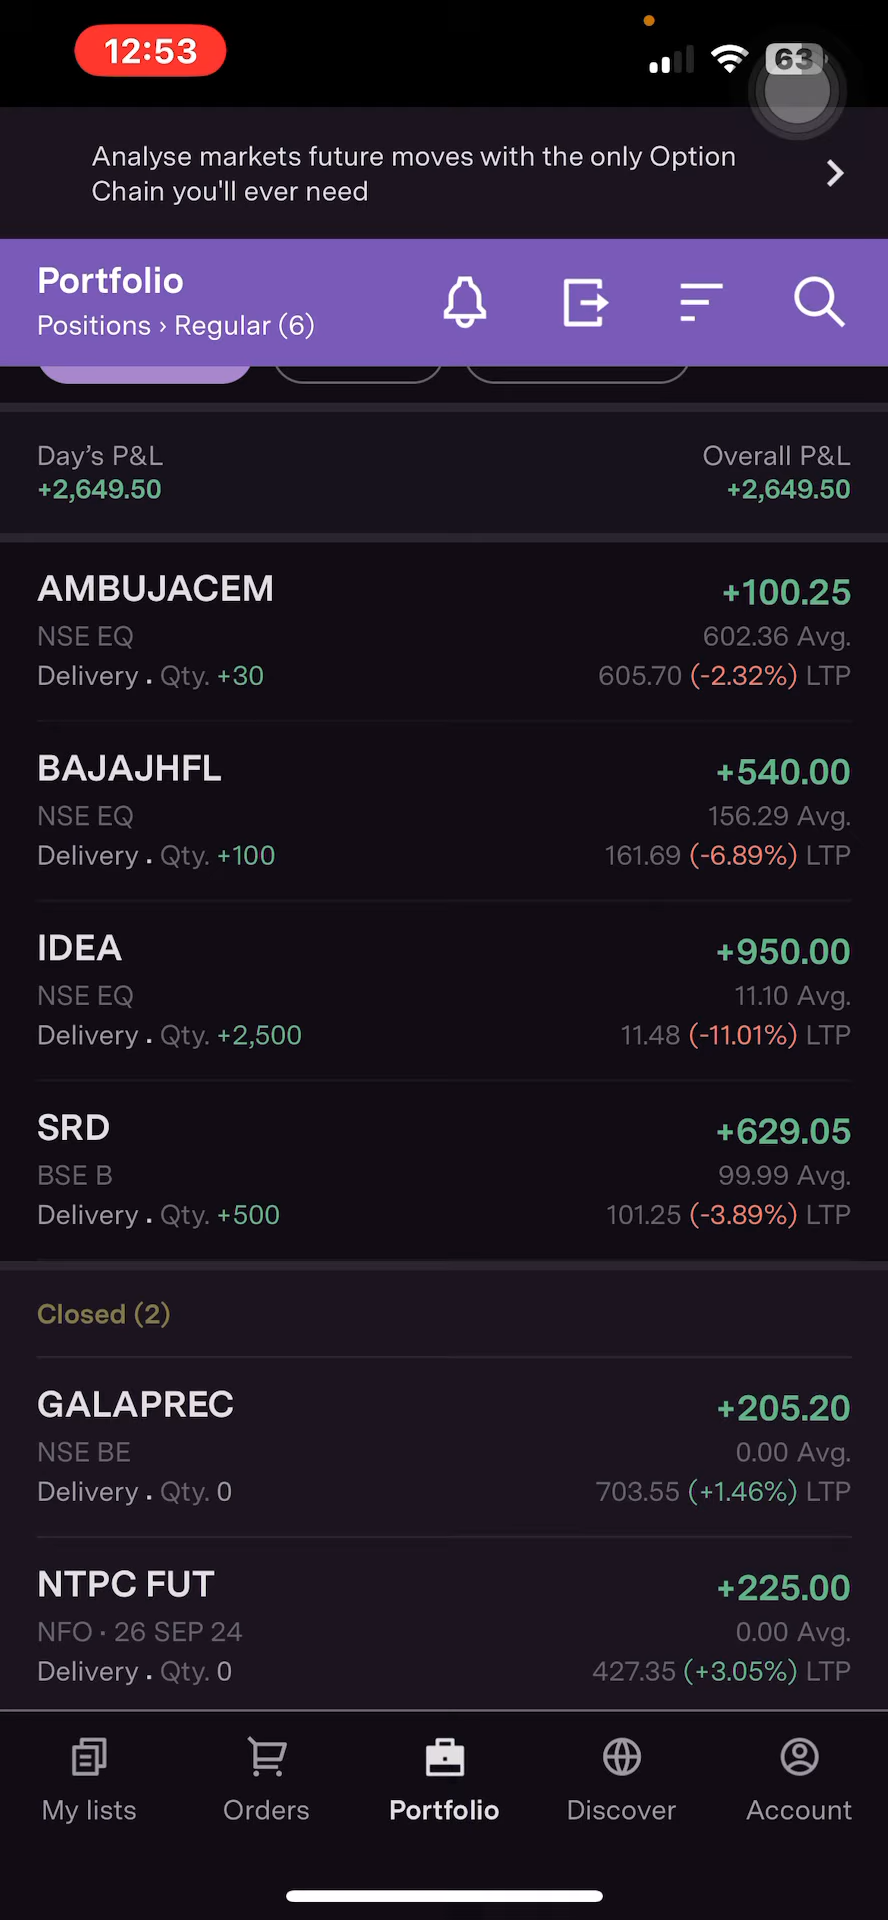 12:53
63
Analyse markets future moves with the only Option
Chain you'll ever need
Portfolio
Positions › Regular (6)
Day's P&L
Overall P&L
+2,649.50
+2,649.50
AMBUJACEM
+100.25
NSE EQ
602.36 Avg.
Delivery . Qty. +30
605.70 (-2.32%) LTP
BAJAJHFL
+540.00
NSE EQ
156.29 Avg.
Delivery . Qty. +100
161.69 (-6.89%) LTP
IDEA
+950.00
NSE EQ
11.10 Avg.
Delivery . Qty. +2,500
11.48 (-11.01%) LTP
SRD
+629.05
BSE B
99.99 Avg.
Delivery . Qty. +500
101.25 (-3.89%) LTP
Closed (2)
GALAPREC
+205.20
NSE BE
0.00 Avg.
Delivery . Qty. 0
703.55 (+1.46%) LTP
NTPC FUT
+225.00
NFO · 26 SEP 24
0.00 Avg.
Delivery . Qty. 0
427.35 (+3.05%) LTP
My lists
Orders
Portfolio
Discover
Account